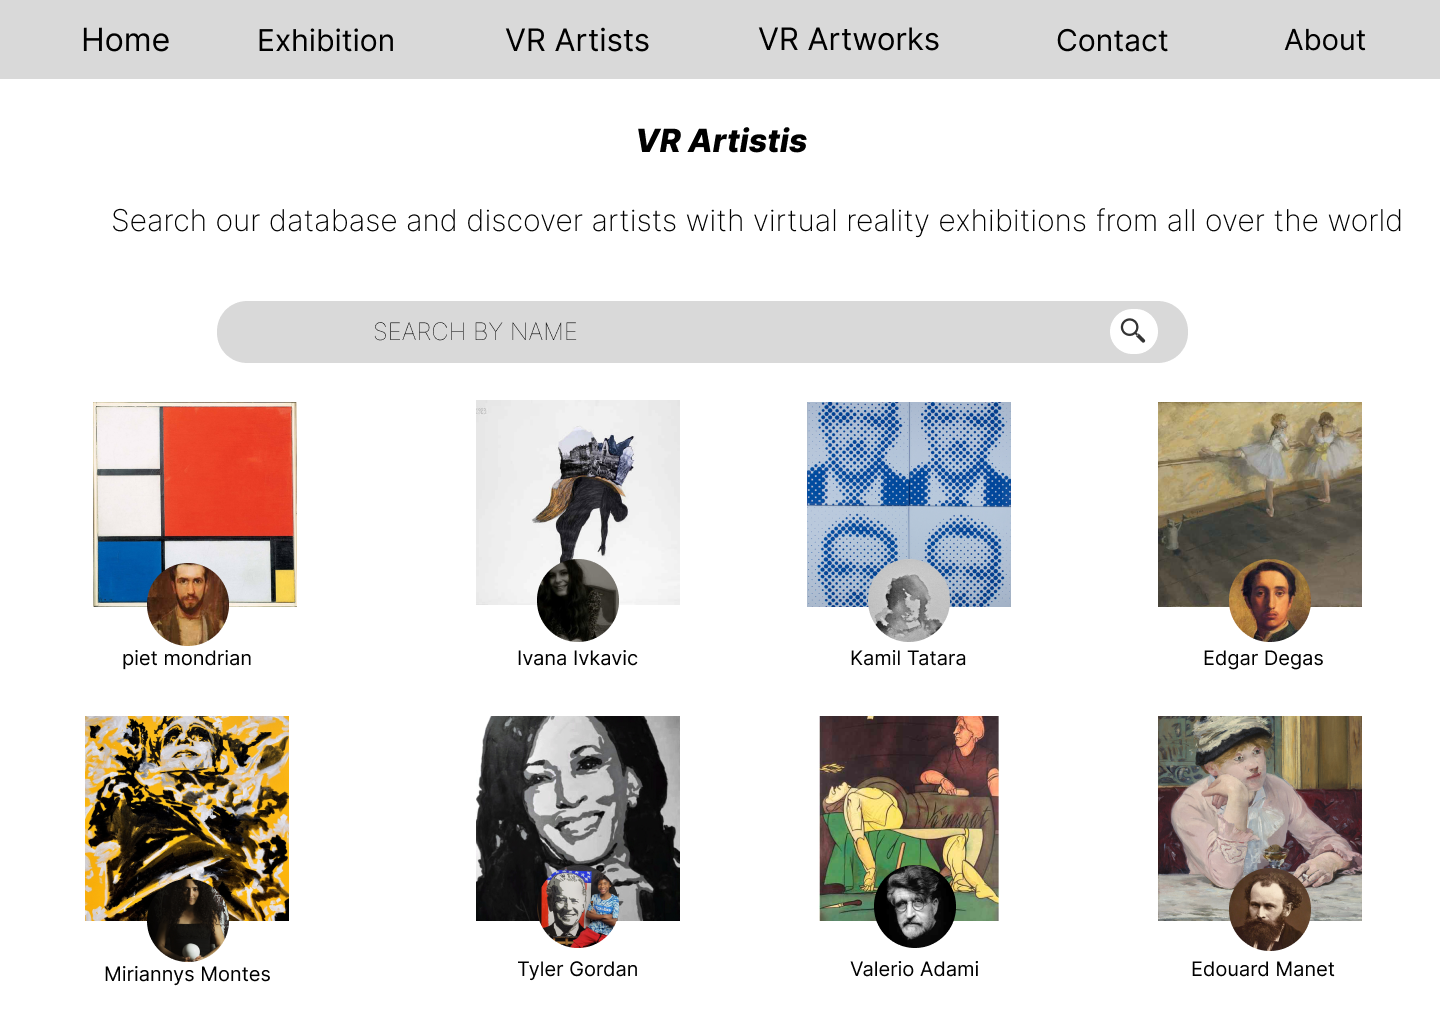 Home Exhibition VR Artists VR Artworks Contact About
VR Artistis
Search our database and discover artists with virtual reality exhibitions from all over the world
SEARCH BY NAME
piet mondrian Ivana Ivkavic Kamil Tatara Edgar Degas
Miriannys Montes Tyler Gordan Valerio Adami Edouard Manet